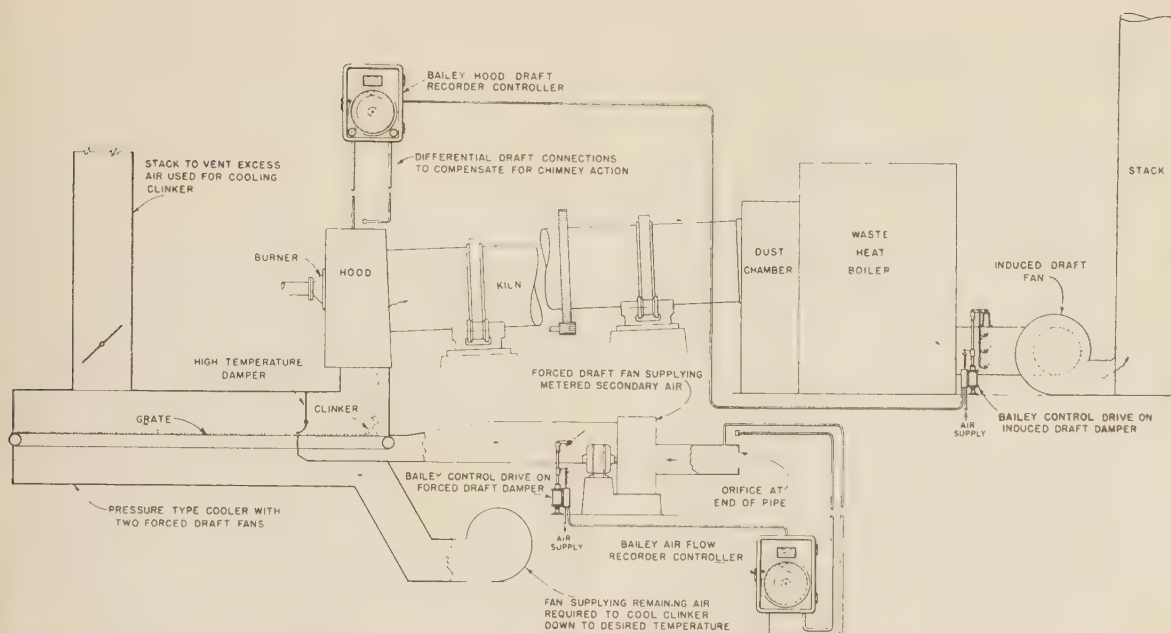 BAILEY HOOD DRAFT
RECORDER CONTROLLER
STACK TO VENT EXCESS
AIR USED FOR COOLING
CLINKER
DIFFERENTIAL DRAFT CONNECTIONS
TO COMPENSATE FOR CHIMNEY ACTION
STACK
BURNER
HOOD
KILN
DUST
CHAMBER
WASTE
HEAT
BOILER
INDUCED DRAFT
FAN
HIGH TEMPERATURE
DAMPER
FORCED DRAFT FAN SUPPLYING
METERED SECONDARY AIR
GRATE
CLINKER
AIR
SUPPLY
BAILEY CONTROL DRIVE ON
INDUCED DRAFT DAMPER
BAILEY CONTROL DRIVE ON
FORCED DRAFT DAMPER
ORIFICE AT
END OF PIPE
PRESSURE TYPE COOLER WITH
TWO FORCED DRAFT FANS
AIR
SUPPLY
BAILEY AIR FLOW
RECORDER CONTROLLER
FAN SUPPLYING REMAINING AIR
REQUIRED TO COOL CLINKER
DOWN TO DESIRED TEMPERATURE